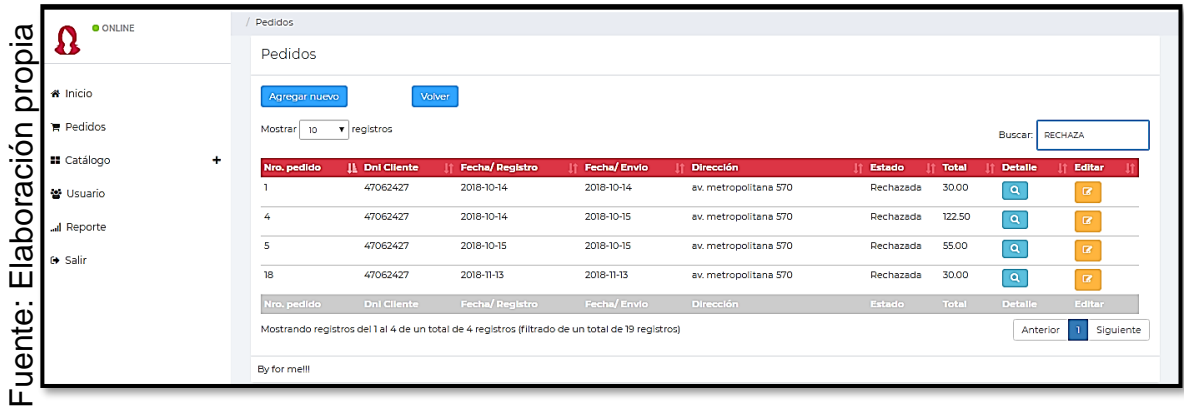 Fuente: Elaboración propia
ONLINE
Inicio
Pedidos
Catálogo +
Usuario
Reporte
Salir
/ Pedidos
Pedidos
Agregar nuevo Volver
Mostrar 10 registros
Buscar: RECHAZA
Nro. pedido Dni Cliente Fecha/ Registro Fecha/ Envio Dirección Estado Total Detalle Editar
1 47062427 2018-10-14 2018-10-14 av. metropolitana 570 Rechazada 30.00
4 47062427 2018-10-14 2018-10-15 av. metropolitana 570 Rechazada 122.50
5 47062427 2018-10-15 2018-10-15 av. metropolitana 570 Rechazada 55.00
18 47062427 2018-11-13 2018-11-13 av. metropolitana 570 Rechazada 30.00
Nro. pedido Dni Cliente Fecha/ Registro Fecha/ Envio Dirección Estado Total Detalle Editar
Mostrando registros del 1 al 4 de un total de 4 registros (filtrado de un total de 19 registros)
Anterior 1 Siguiente
By for me!!!